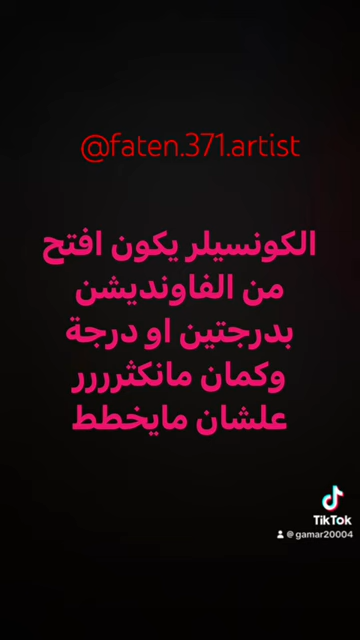 @faten.371.artist
الكونسيلر يكون افتح
من الفاونديشن
بدرجتين او درجة
وكمان مانكثرررر
علشان مايخطط
TikTok
@gamar20004